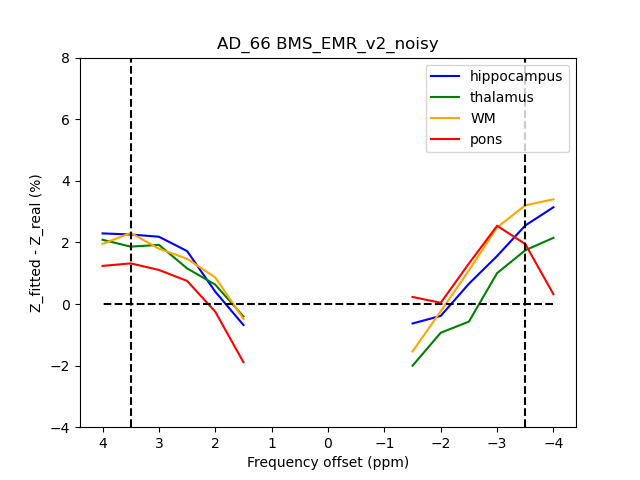 AD_66 BMS_EMR_v2_noisy
hippocampus
thalamus
WM
pons
Z_fitted - Z_real (%)
8
6
4
2
0
−2
−4
4
3
2
1
0
−1
−2
−3
−4
Frequency offset (ppm)